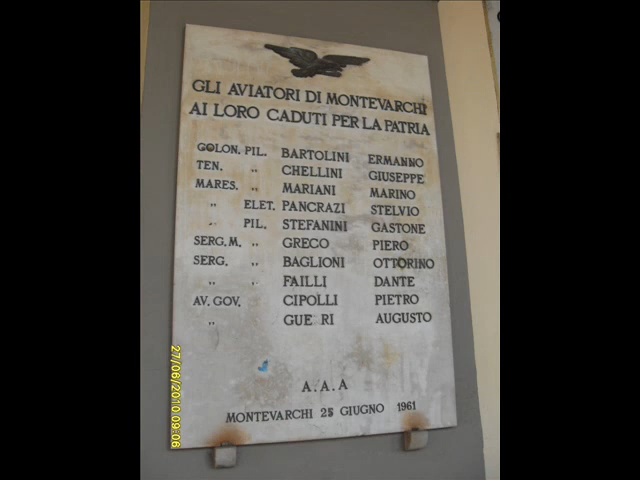 GLI AVIATORI DI MONTEVARCHI
AI LORO CADUTI PER LA PATRIA
COLON. PIL. BARTOLINI ERMANNO
TEN. " CHELLINI GIUSEPPE
MARES. " MARIANI MARINO
" ELET. PANCRAZI STELVIO
" PIL. STEFANINI GASTONE
SERG. M. " GRECO PIERO
SERG. " BAGLIONI OTTORINO
" " FAILLI DANTE
AV. GOV. CIPOLLI PIETRO
" GUE RI AUGUSTO
A.A.A
MONTEVARCHI 25 GIUGNO 1961
27/06/2010 09:06